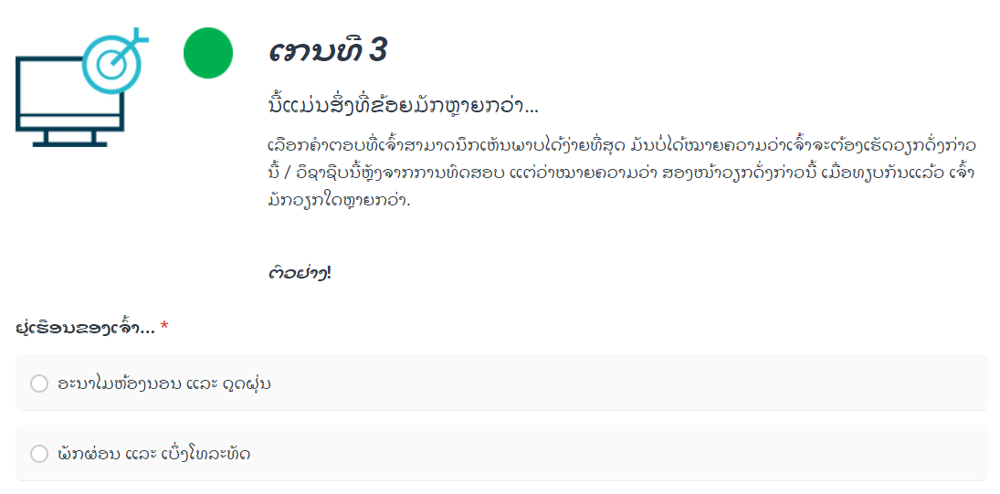 ເກນທີ 3
ນີ້ແມ່ນສິ່ງທີ່ຂ້ອຍມັກຫຼາຍກວ່າ...
ເລືອກຄຳຕອບທີ່ເຈົ້າສາມາດນຶກເຫັນພາບໄດ້ງ່າຍທີ່ສຸດ ມັນບໍ່ໄດ້ໝາຍຄວາມວ່າເຈົ້າຈະຕ້ອງເຮັດວຽກດັ່ງກ່າວ
ນີ້ / ວິຊາຊີບນີ້ຫຼັງຈາກການທົດສອບ ແຕ່ວ່າໝາຍຄວາມວ່າ ສອງໜ້າວຽກດັ່ງກ່າວນີ້ ເມື່ອທຽບກັນແລ້ວ ເຈົ້າ
ມັກວຽກໃດຫຼາຍກວ່າ.
ຕົວຢ່າງ!
ຢູ່ເຮືອນຂອງເຈົ້າ... *
ອະນາໄມຫ້ອງນອນ ແລະ ດູດຝຸ່ນ
ພັກຜ່ອນ ແລະ ເບິ່ງໂທລະທັດ